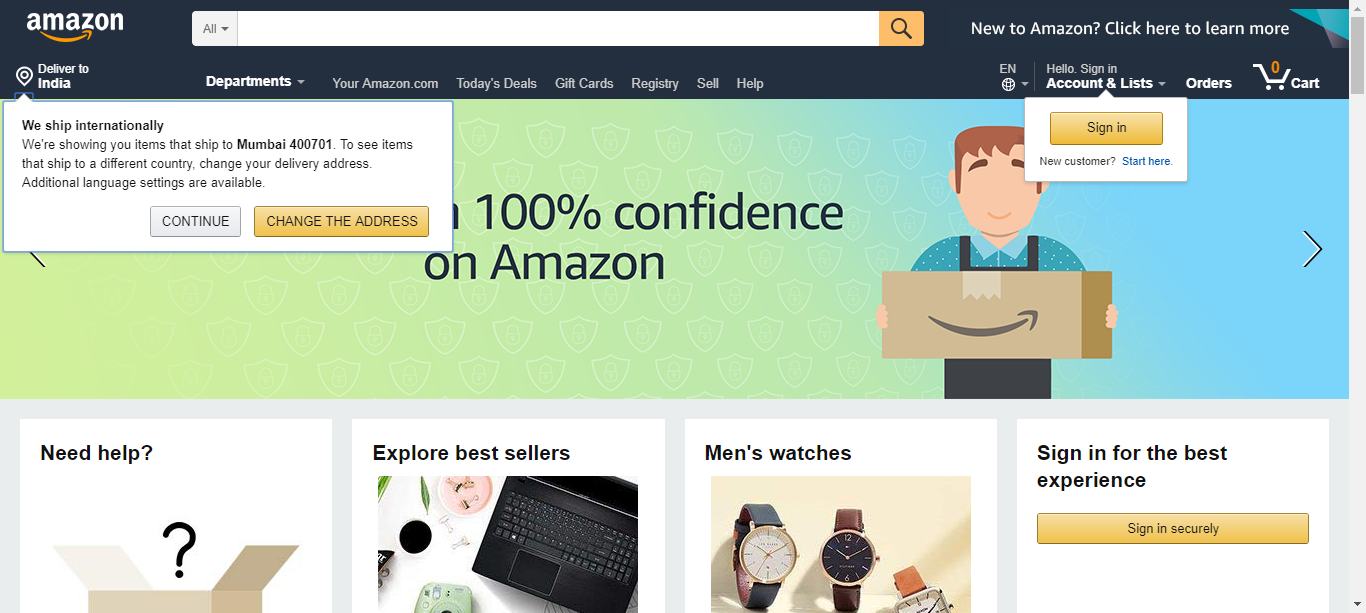 amazon
All
New to Amazon? Click here to learn more
Deliver to
India
Departments
Your Amazon.com
Today's Deals
Gift Cards
Registry
Sell
Help
EN
Hello. Sign in
Account & Lists
Orders
0
Cart
We ship internationally
We're showing you items that ship to Mumbai 400701. To see items
that ship to a different country, change your delivery address.
Additional language settings are available.
CONTINUE
CHANGE THE ADDRESS
Sign in
New customer? Start here.
100% confidence
on Amazon
Need help?
Explore best sellers
Men's watches
Sign in for the best
experience
?
Sign in securely